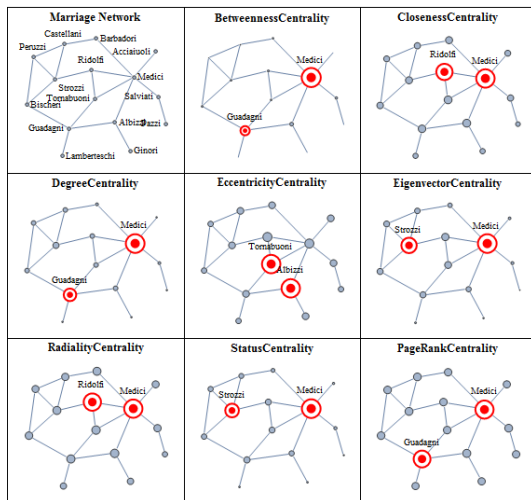 Marriage Network
Castellani
Barbadori
Peruzzi
Ridolfi
Acciaiuoli
Medici
Strozzi
Tornabuoni
Salviati
Bischeri
Guadagni
Albizzi
Pazzi
Lamberteschi
Ginori
BetweennessCentrality
Medici
Guadagni
ClosenessCentrality
Ridolfi
Medici
DegreeCentrality
Medici
Guadagni
EccentricityCentrality
Tornabuoni
Albizzi
EigenvectorCentrality
Strozzi
Medici
RadialityCentrality
Ridolfi
Medici
StatusCentrality
Strozzi
Medici
PageRankCentrality
Medici
Guadagni